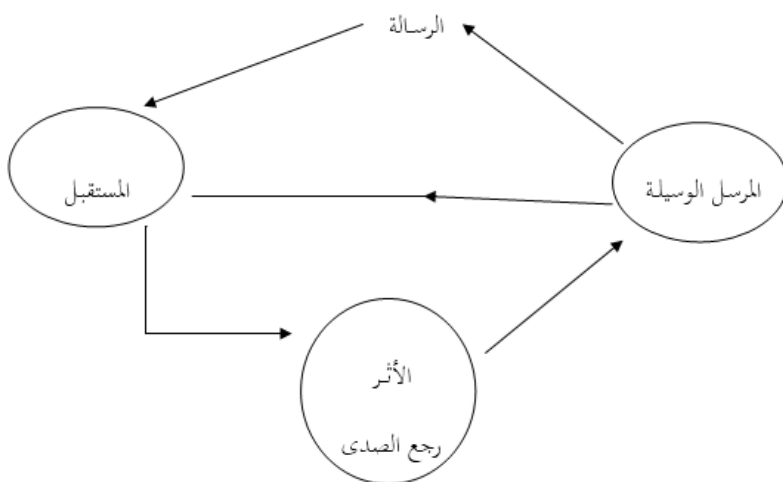 الرسالة
المرسل الوسيلة
المستقبل
الأثر
رجع الصدى